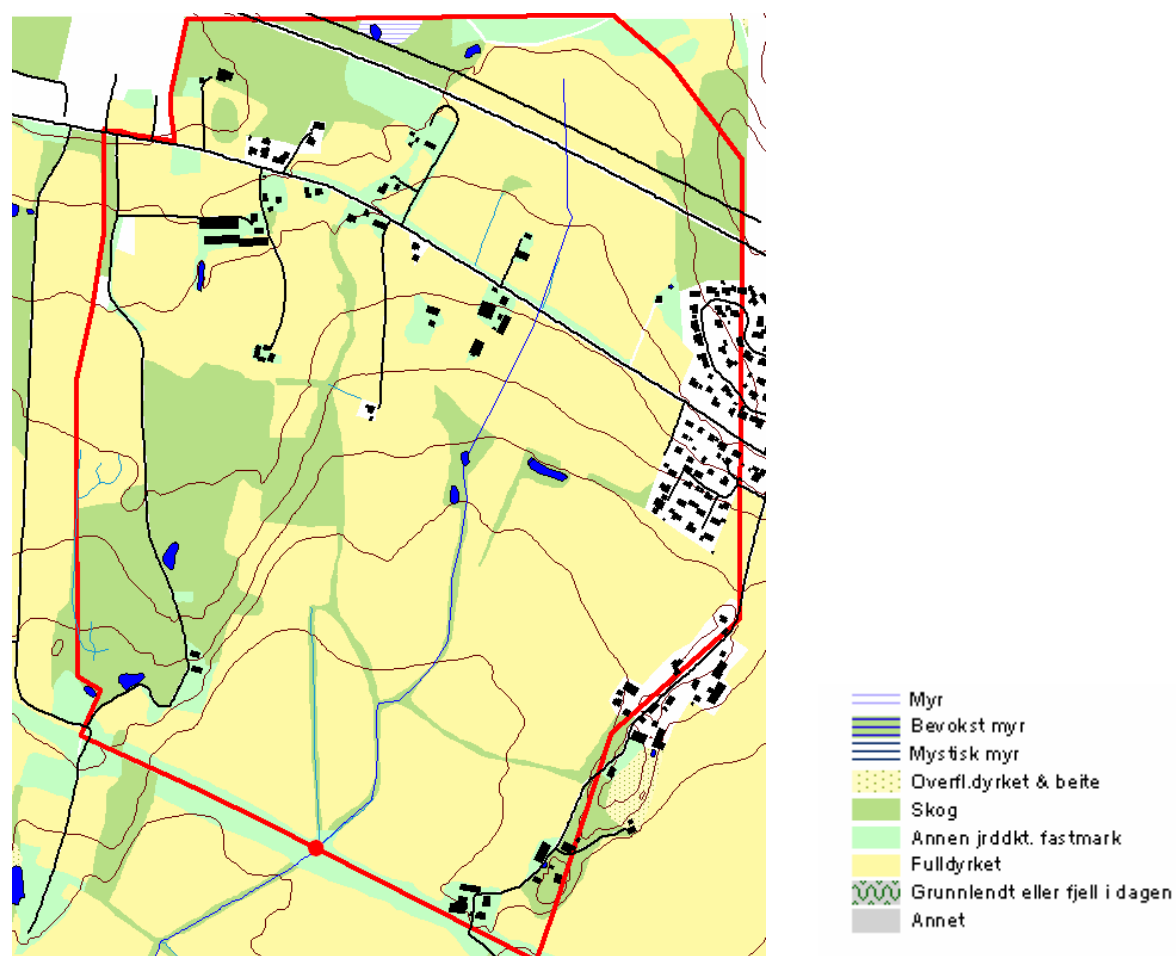 Myr
Bevokst myr
Mystisk myr
Overfl.dyrket & beite
Skog
Annen jrddkt. fastmark
Fulldyrket
Grunnlendt eller fjell i dagen
Annet